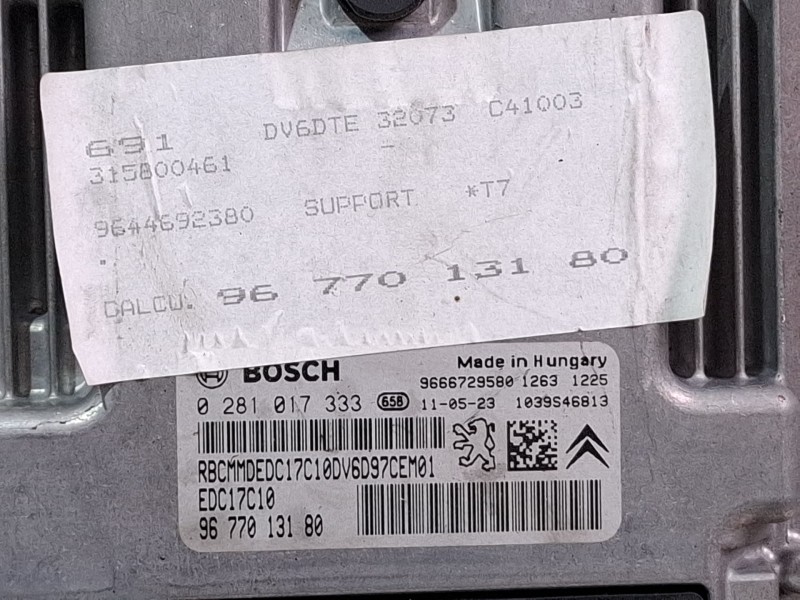 691 DV6DTE 32073 C41003
315800461 -
9644692380 SUPPORT *T7
.
CALCU. 96 770 131 80
BOSCH Made in Hungary
9666729580 1263 1225
0 281 017 333 65B 11-05-23 1039S46813
RBCMMDEDC17C10DV6D97CEM01
EDC17C10
96 770 131 80